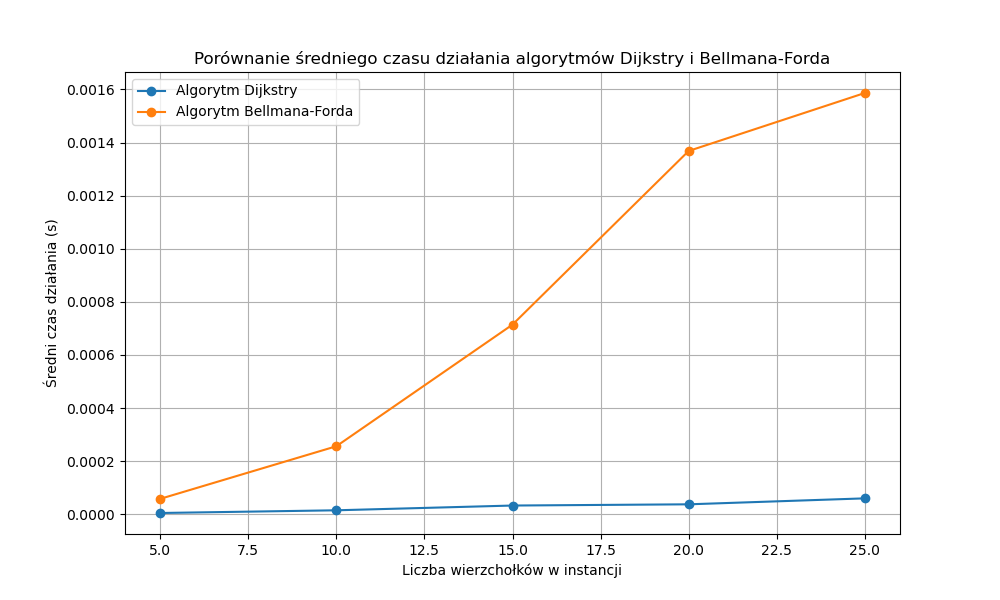 Porównanie średniego czasu działania algorytmów Dijkstry i Bellmana-Forda
Algorytm Dijkstry
Algorytm Bellmana-Forda
Średni czas działania (s)
0.0016
0.0014
0.0012
0.0010
0.0008
0.0006
0.0004
0.0002
0.0000
5.0 7.5 10.0 12.5 15.0 17.5 20.0 22.5 25.0
Liczba wierzchołków w instancji